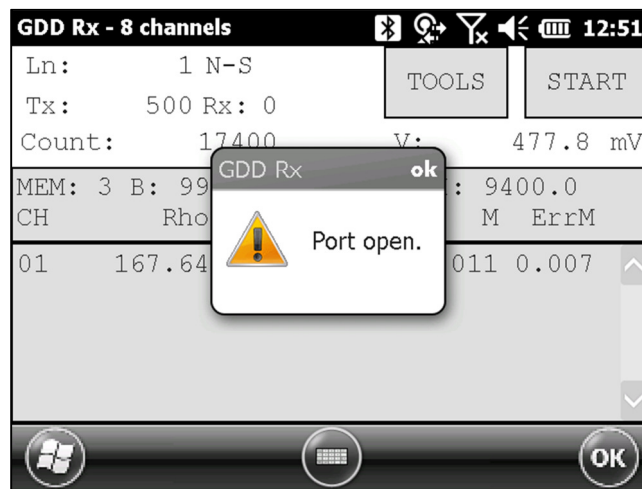 GDD Rx - 8 channels 12:51
Ln: 1 N-S
TOOLS
START
Tx: 500 Rx: 0
Count: 17400 V: 477.8 mV
GDD Rx ok
MEM: 3 B: 99 : 9400.0
CH Rho M ErrM
Port open.
01 167.64 011 0.007
OK